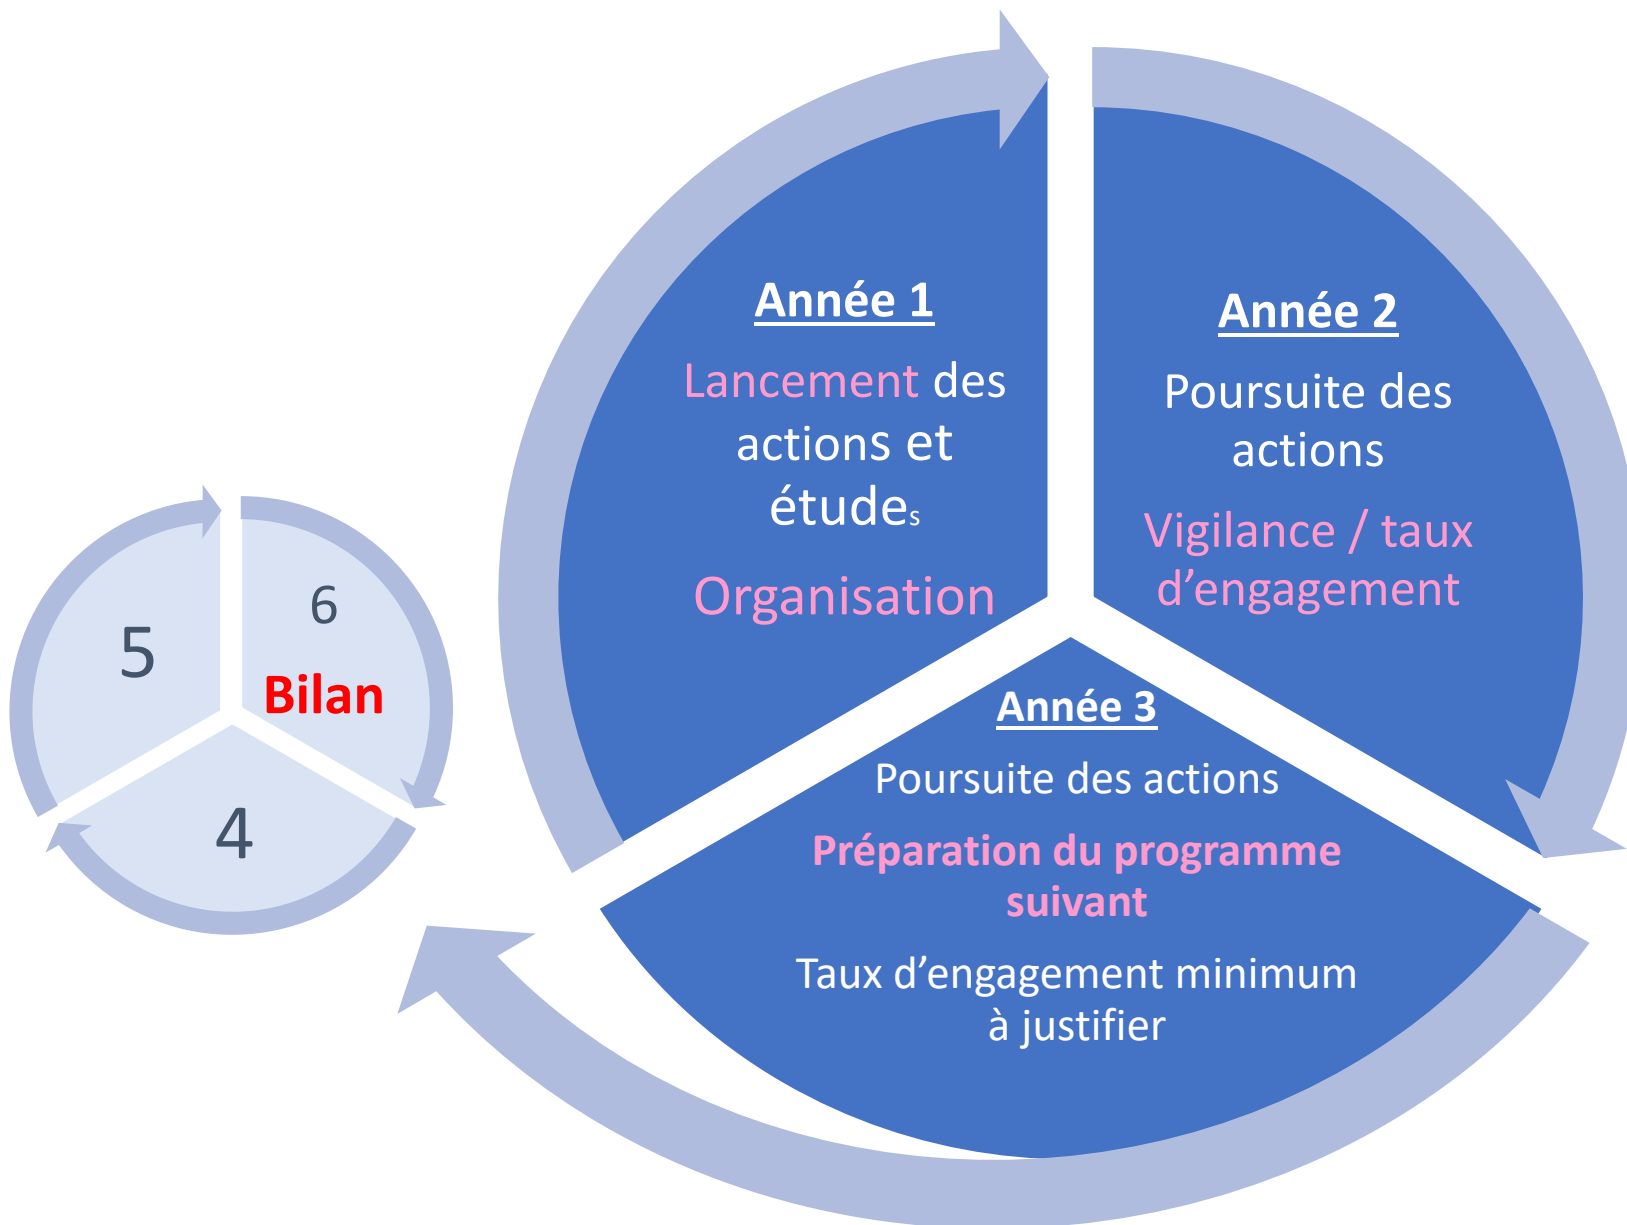 Année 1
Lancement des
actions et
études
Organisation
Année 2
Poursuite des
actions
Vigilance / taux
d’engagement
Année 3
Poursuite des actions
Préparation du programme
suivant
Taux d’engagement minimum
à justifier
4
5
6
Bilan